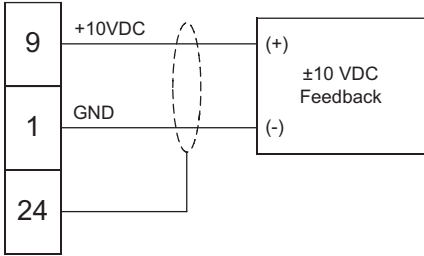 9
+10VDC
(+)
±10 VDC
Feedback
1
GND
(-)
24